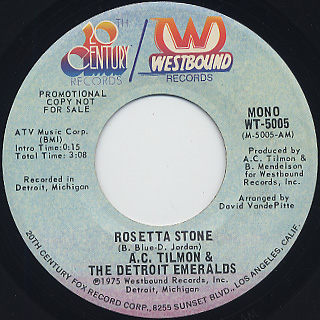 20TH
CENTURY
RECORDS
W
WESTBOUND
RECORDS
PROMOTIONAL
COPY NOT
FOR SALE
MONO
WT-5005
(M-5005-AM)
ATV Music Corp.
(BMI)
Intro Time: 0:15
Total Time: 3:08
Produced by
A.C. Tilmon &
B. Mendelson
for Westbound
Records, Inc.
Recorded in
Detroit, Michigan
Arranged by
David VandePitte
ROSETTA STONE
(B. Blue-D. Jordan)
A.C. TILMON &
THE DETROIT EMERALDS
℗1975 Westbound Records, Inc.
Detroit, Michigan
20TH CENTURY FOX RECORD CORP., 8255 SUNSET BLVD., LOS ANGELES, CALIF.